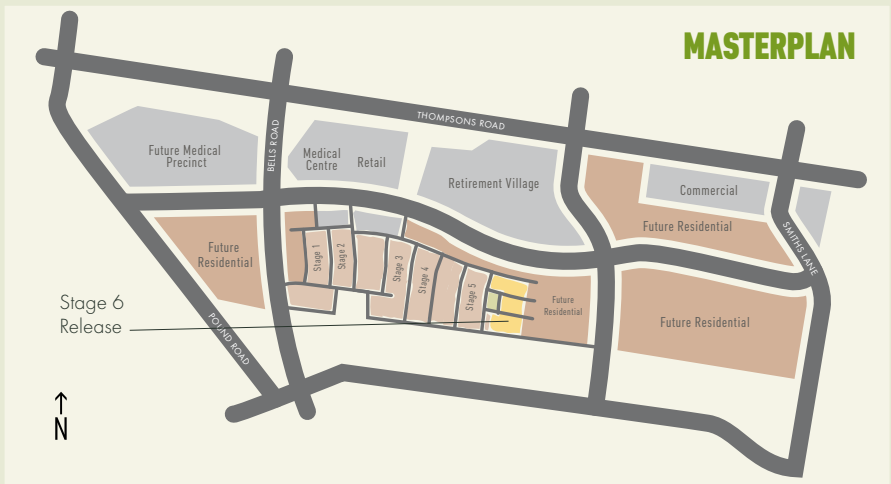 MASTERPLAN
THOMPSONS ROAD
BELLS ROAD
Future Medical
Precinct
Medical
Centre
Retail
Retirement Village
Commercial
Future Residential
SMITHS LANE
Future
Residential
Stage 1
Stage 2
Stage 3
Stage 4
Stage 5
Future
Residential
Future Residential
Stage 6
Release
POUND ROAD
N